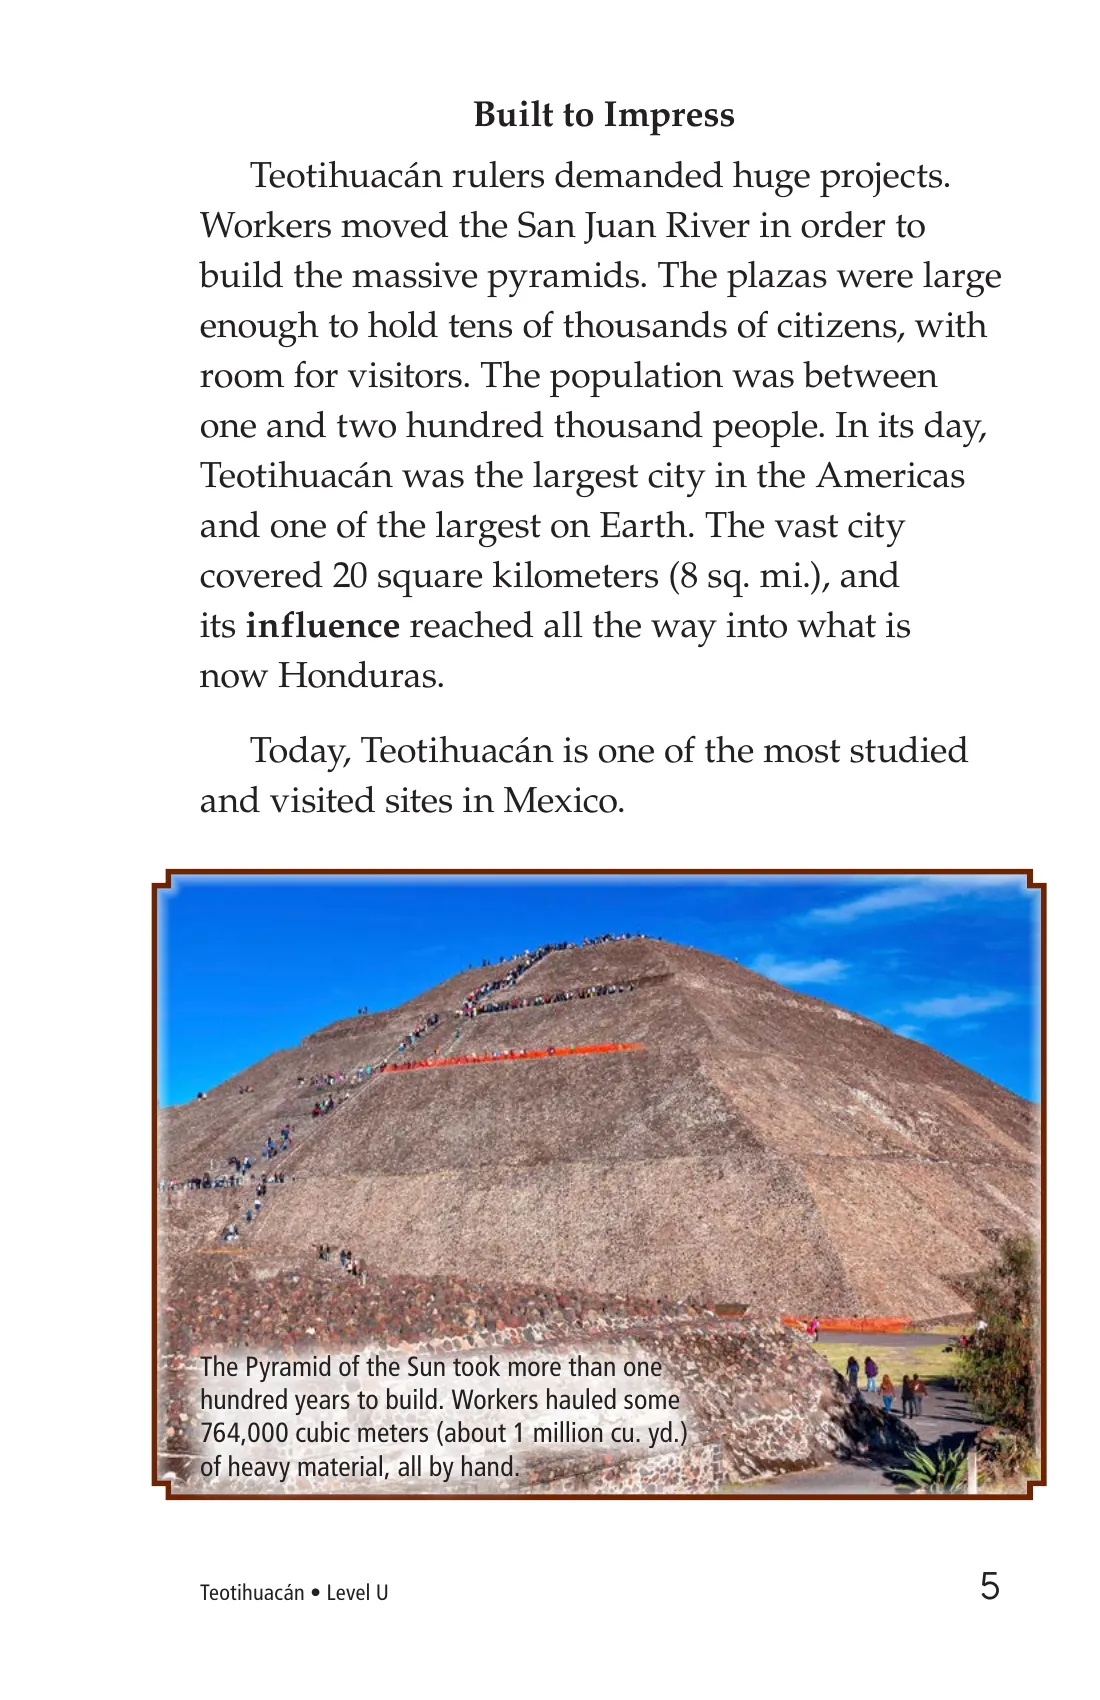 Built to Impress
Teotihuacán rulers demanded huge projects.
Workers moved the San Juan River in order to
build the massive pyramids. The plazas were large
enough to hold tens of thousands of citizens, with
room for visitors. The population was between
one and two hundred thousand people. In its day,
Teotihuacán was the largest city in the Americas
and one of the largest on Earth. The vast city
covered 20 square kilometers (8 sq. mi.), and
its influence reached all the way into what is
now Honduras.
Today, Teotihuacán is one of the most studied
and visited sites in Mexico.
The Pyramid of the Sun took more than one
hundred years to build. Workers hauled some
764,000 cubic meters (about 1 million cu. yd.)
of heavy material, all by hand.
Teotihuacán • Level U
5